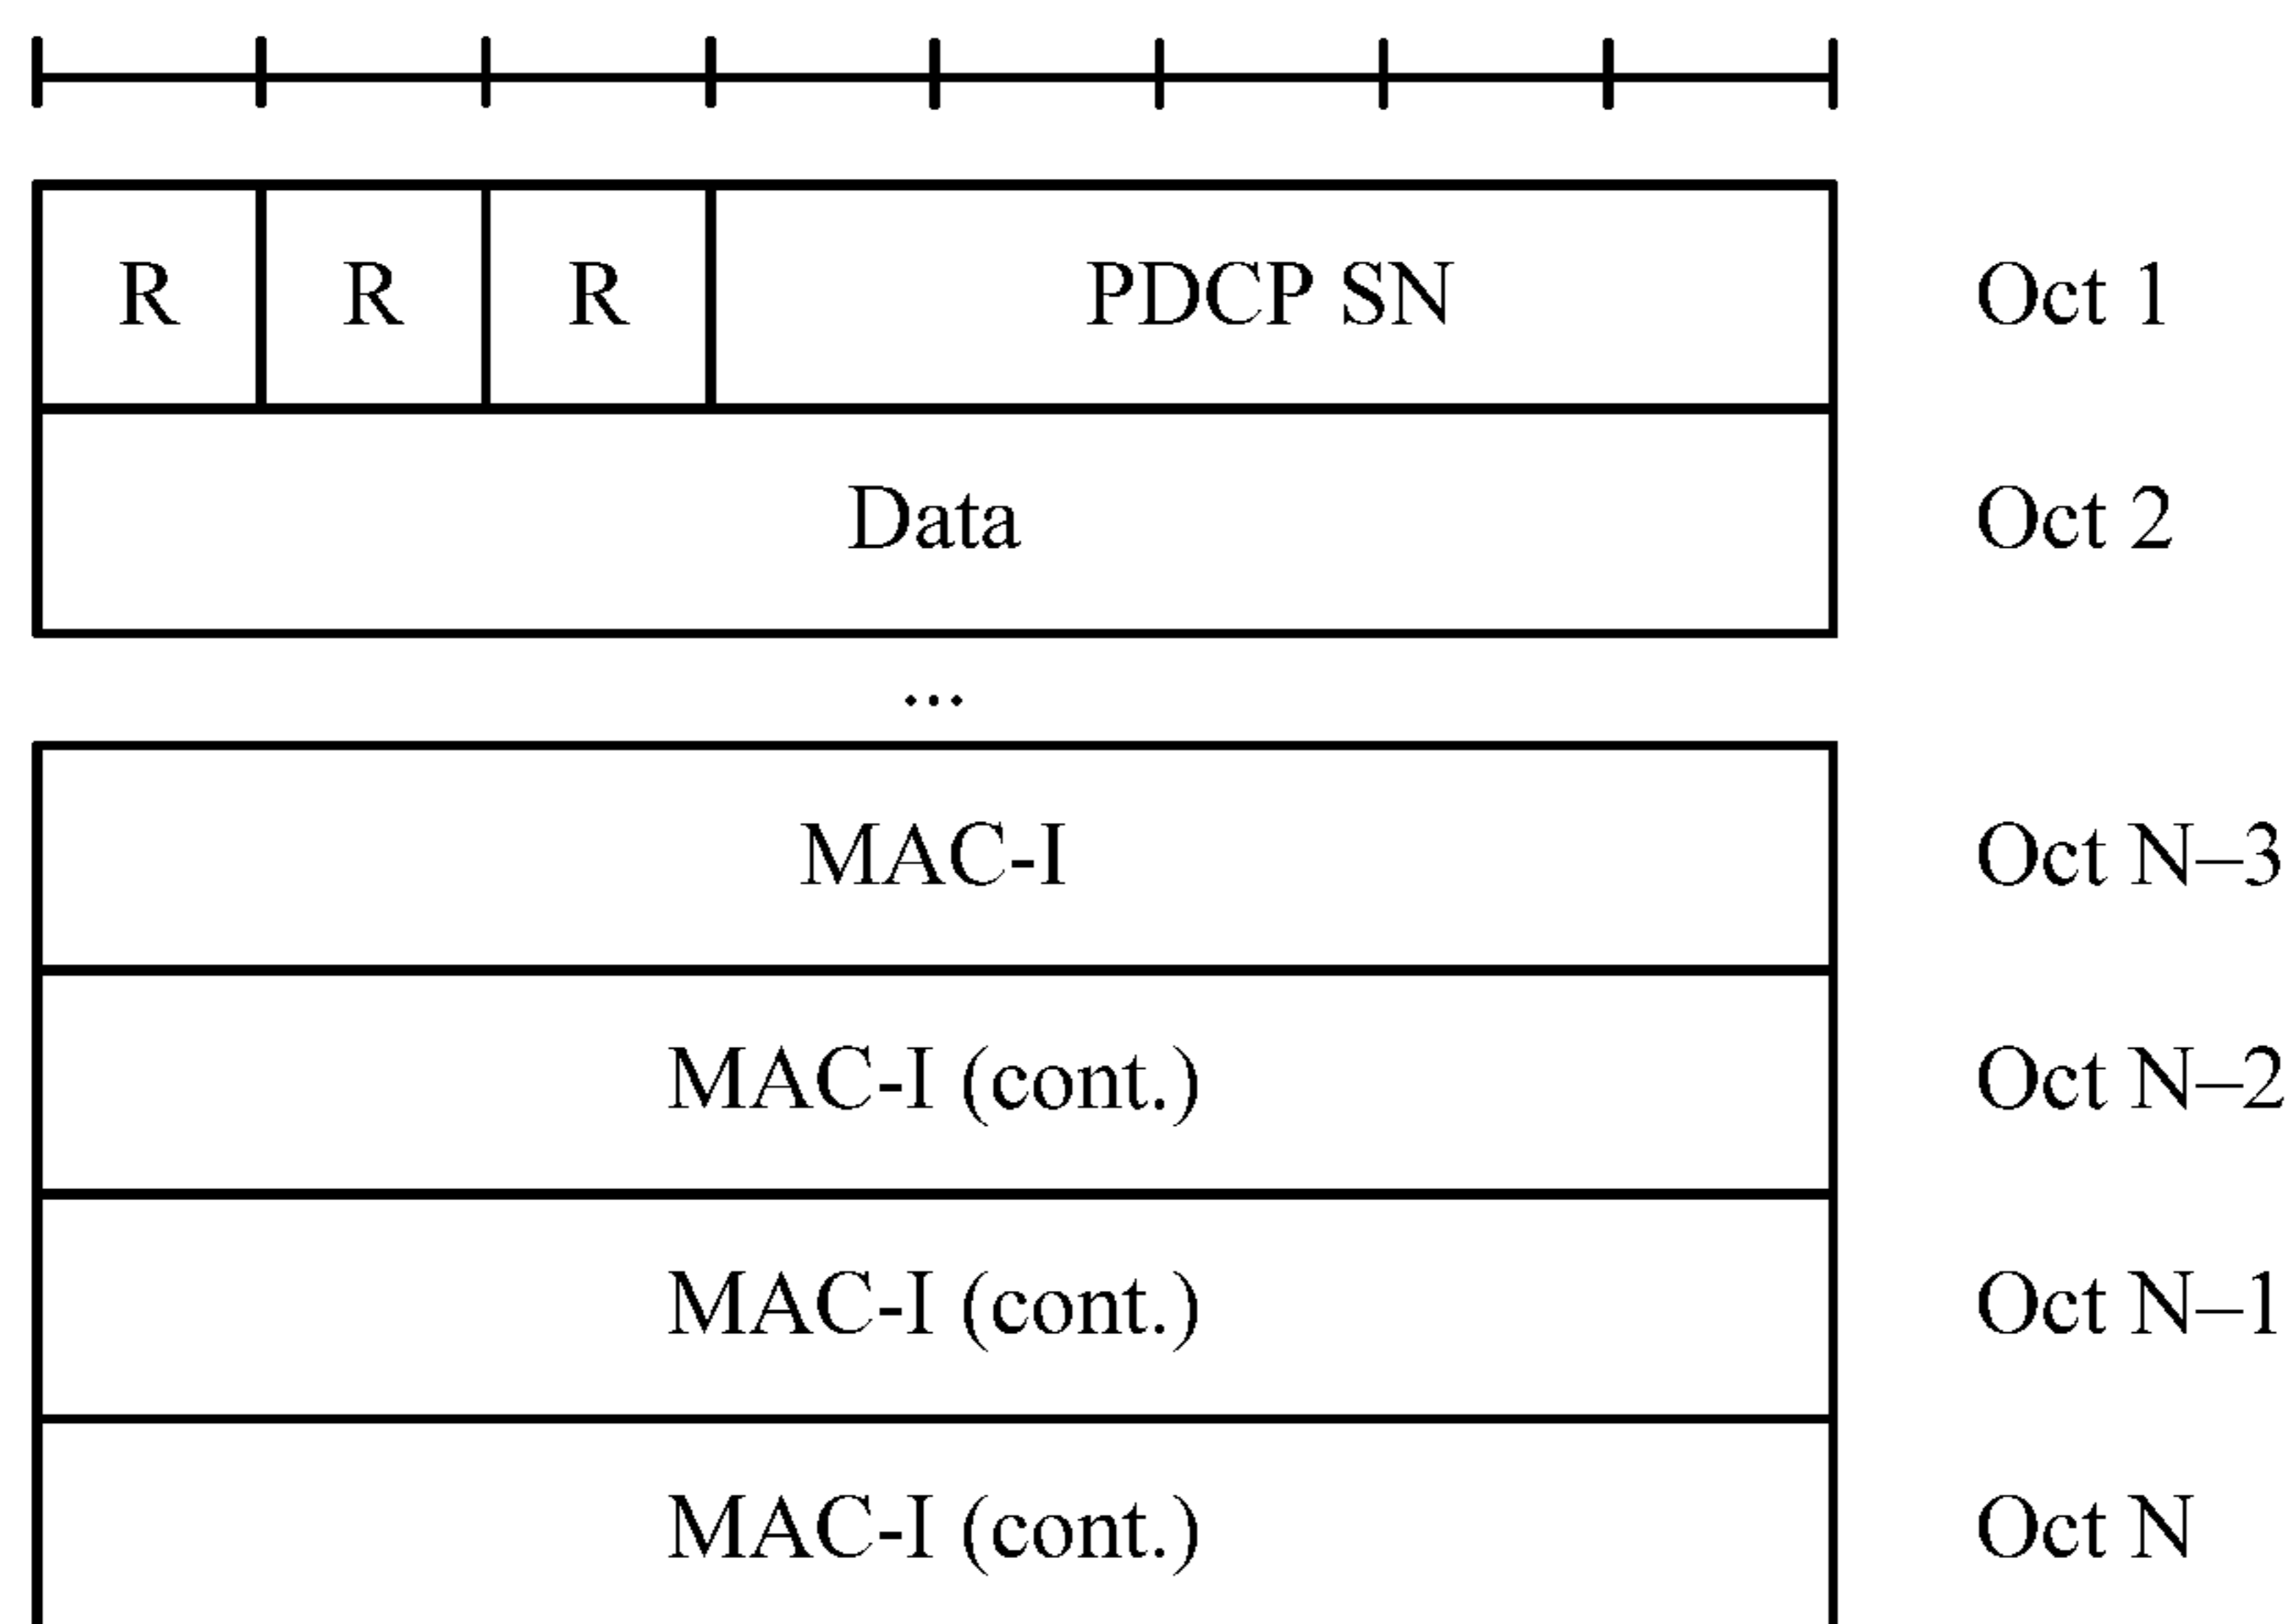 R R R PDCP SN Oct 1
Data Oct 2
...
MAC-I Oct N–3
MAC-I (cont.) Oct N–2
MAC-I (cont.) Oct N–1
MAC-I (cont.) Oct N